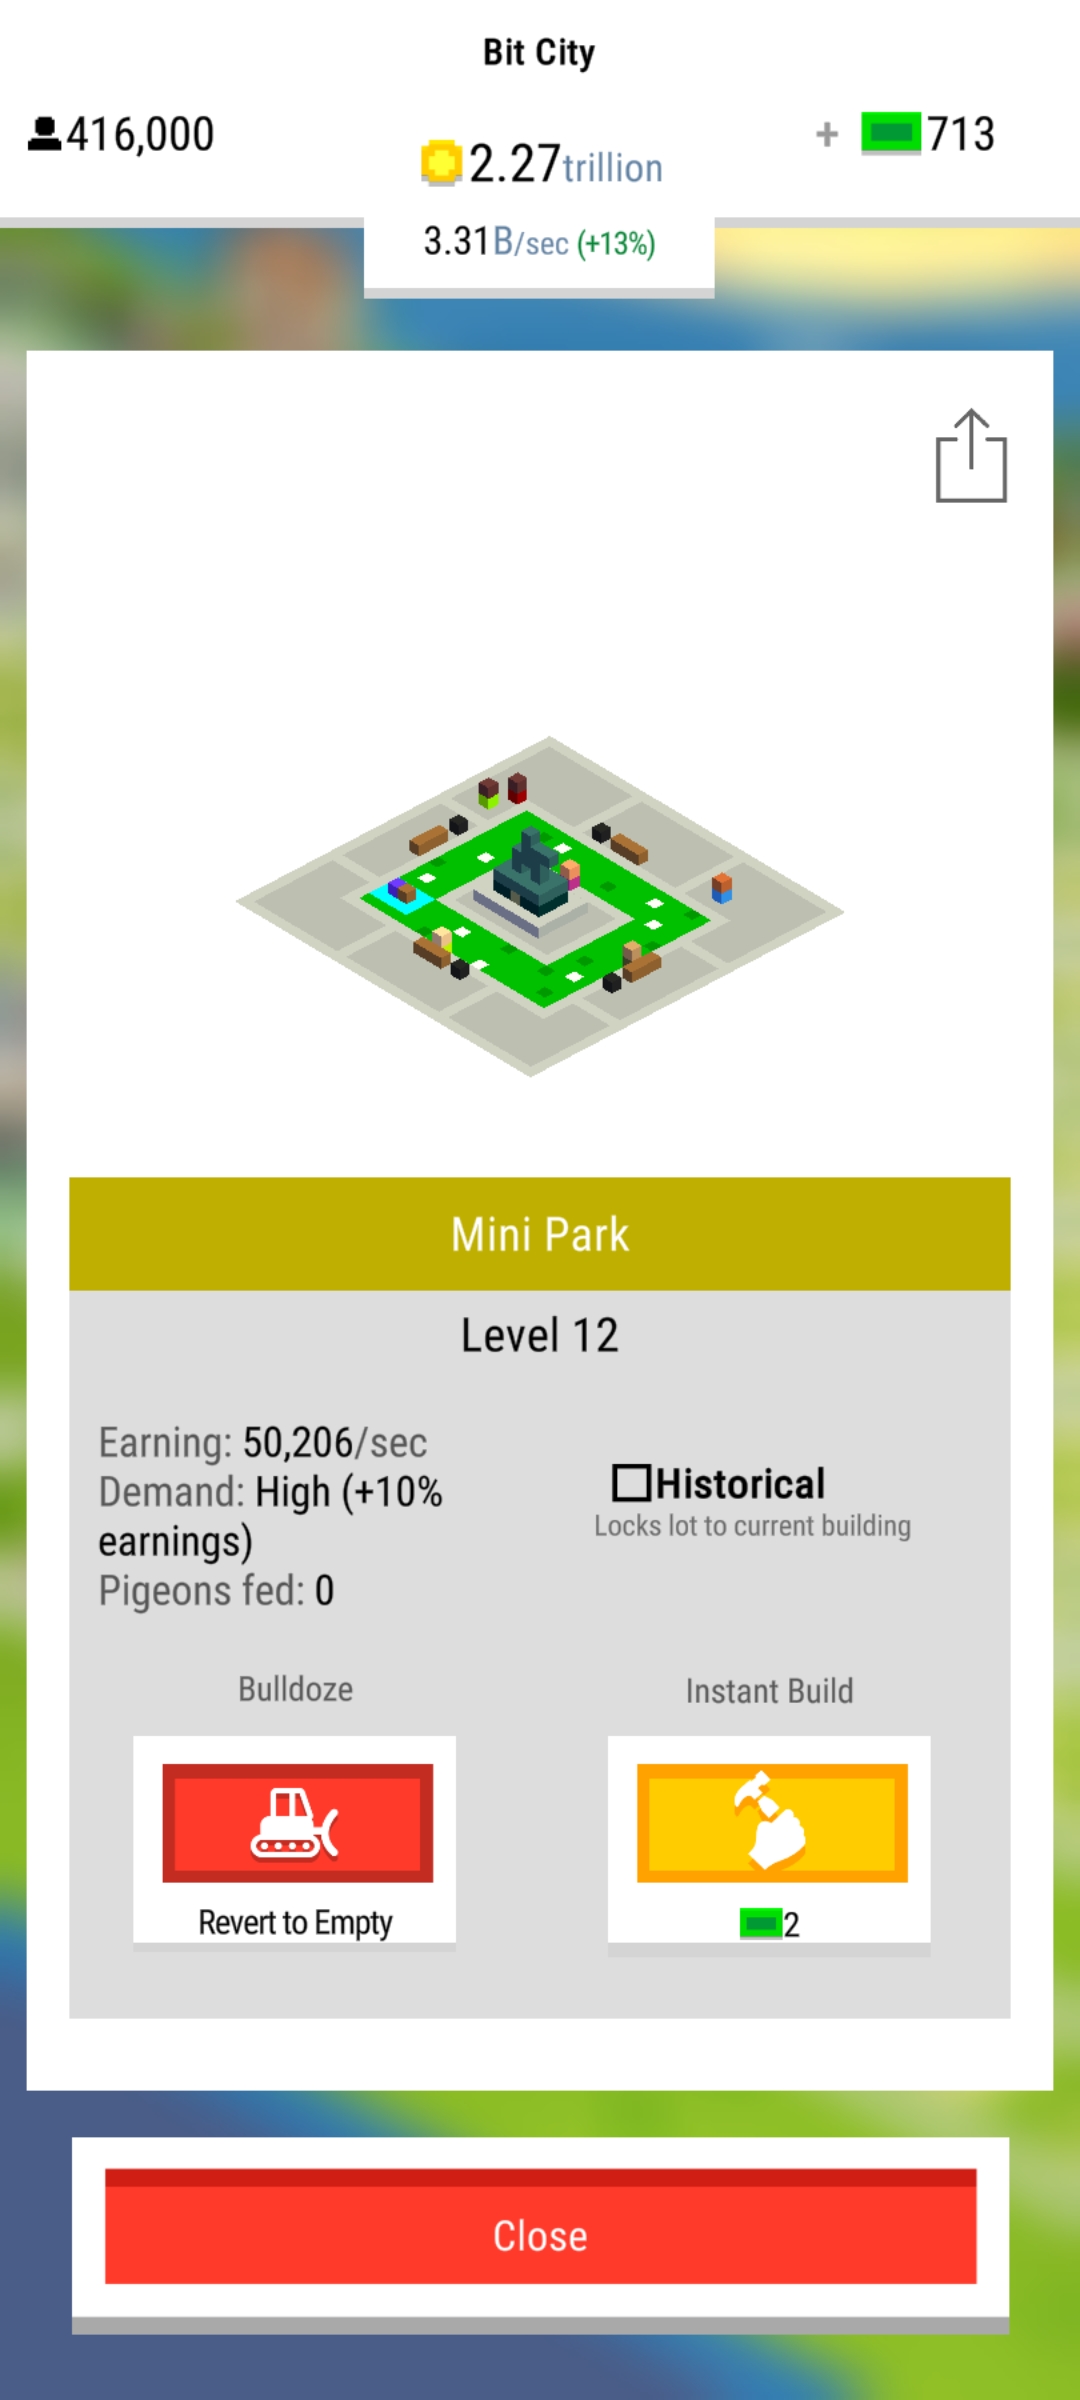 Bit City
416,000
2.27trillion
+ 713
3.31B/sec (+13%)
Mini Park
Level 12
Earning: 50,206/sec
Demand: High (+10%
earnings)
Pigeons fed: 0
Historical
Locks lot to current building
Bulldoze
Instant Build
Revert to Empty
2
Close